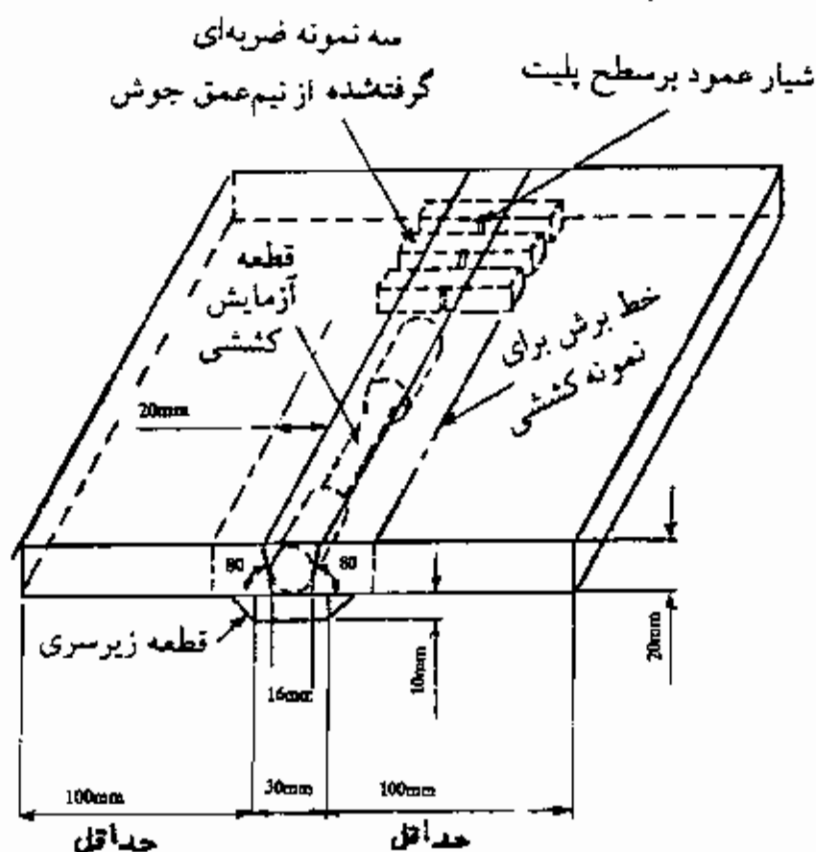 سه نمونه ضربه‌ای
گرفته‌شده از نیم‌عمق جوش
شیار عمود برسطح پلیت
قطعه
آزمایش
کششی
خط برش برای
نمونه کششی
20mm
80
80
قطعه زیرسری
16mm
10mm
20mm
100mm
30mm
100mm
حداقل
حداقل